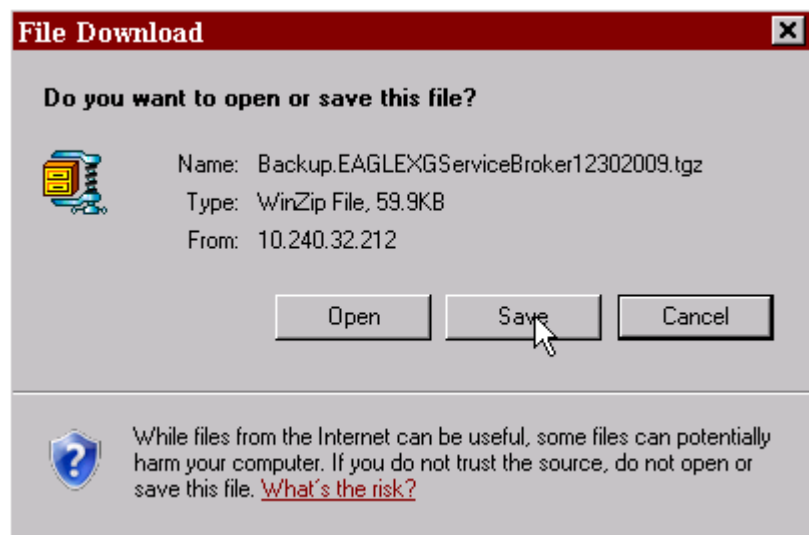 File Download
Do you want to open or save this file?
Name: Backup.EAGLEXGServiceBroker12302009.tgz
Type: WinZip File, 59.9KB
From: 10.240.32.212
Open Save Cancel
While files from the Internet can be useful, some files can potentially
harm your computer. If you do not trust the source, do not open or
save this file. What's the risk?